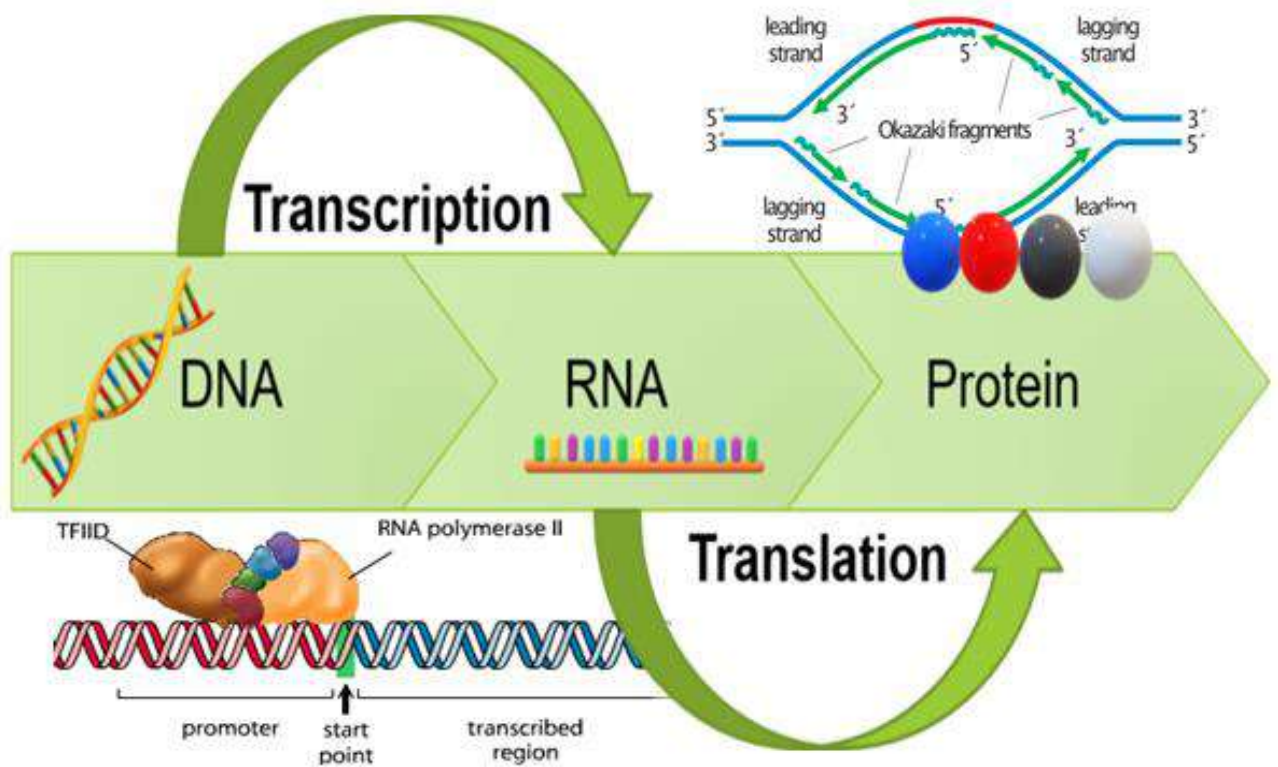 leading
strand
lagging
strand
5´
5´
3´
3´
3´
5´
3´
Okazaki fragments
3´
Transcription
lagging
strand
5´
leading
DNA
RNA
Protein
TFIID
RNA polymerase II
Translation
promoter
start
point
transcribed
region